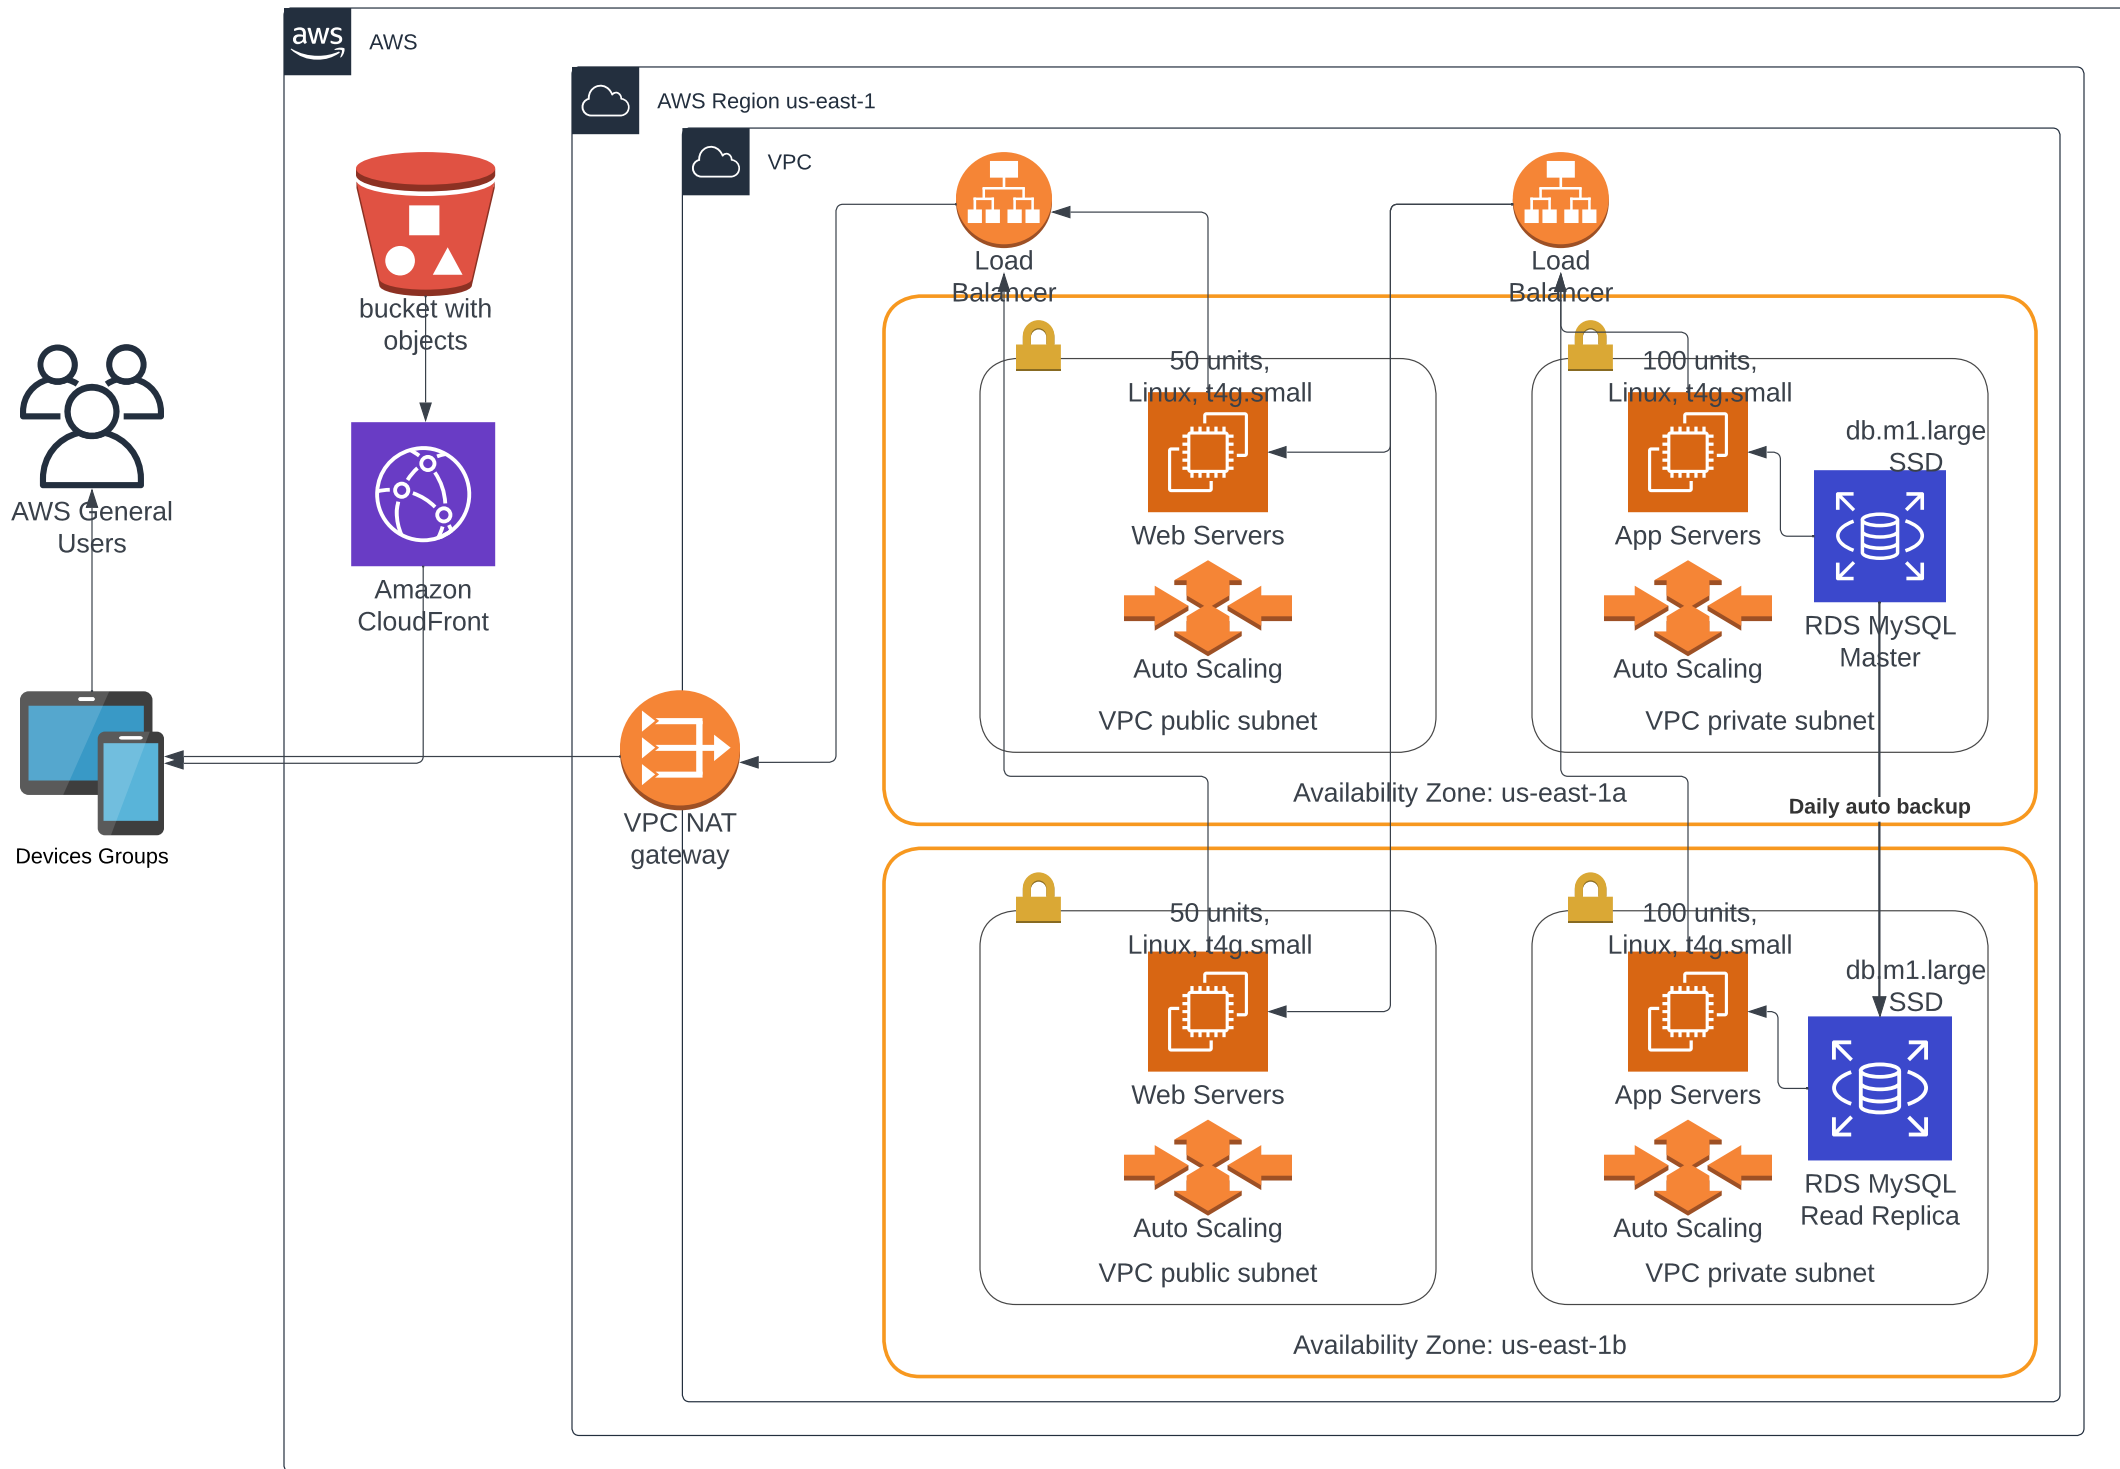 aws
AWS
AWS Region us-east-1
VPC
bucket with
objects
AWS General
Users
Amazon
CloudFront
Devices Groups
VPC NAT
gateway
Load
Balancer
Load
Balancer
50 units,
Linux, t4g.small
Web Servers
Auto Scaling
VPC public subnet
100 units,
Linux, t4g.small
App Servers
Auto Scaling
VPC private subnet
db.m1.large
SSD
RDS MySQL
Master
Availability Zone: us-east-1a
Daily auto backup
50 units,
Linux, t4g.small
Web Servers
Auto Scaling
VPC public subnet
100 units,
Linux, t4g.small
App Servers
Auto Scaling
VPC private subnet
db.m1.large
SSD
RDS MySQL
Read Replica
Availability Zone: us-east-1b